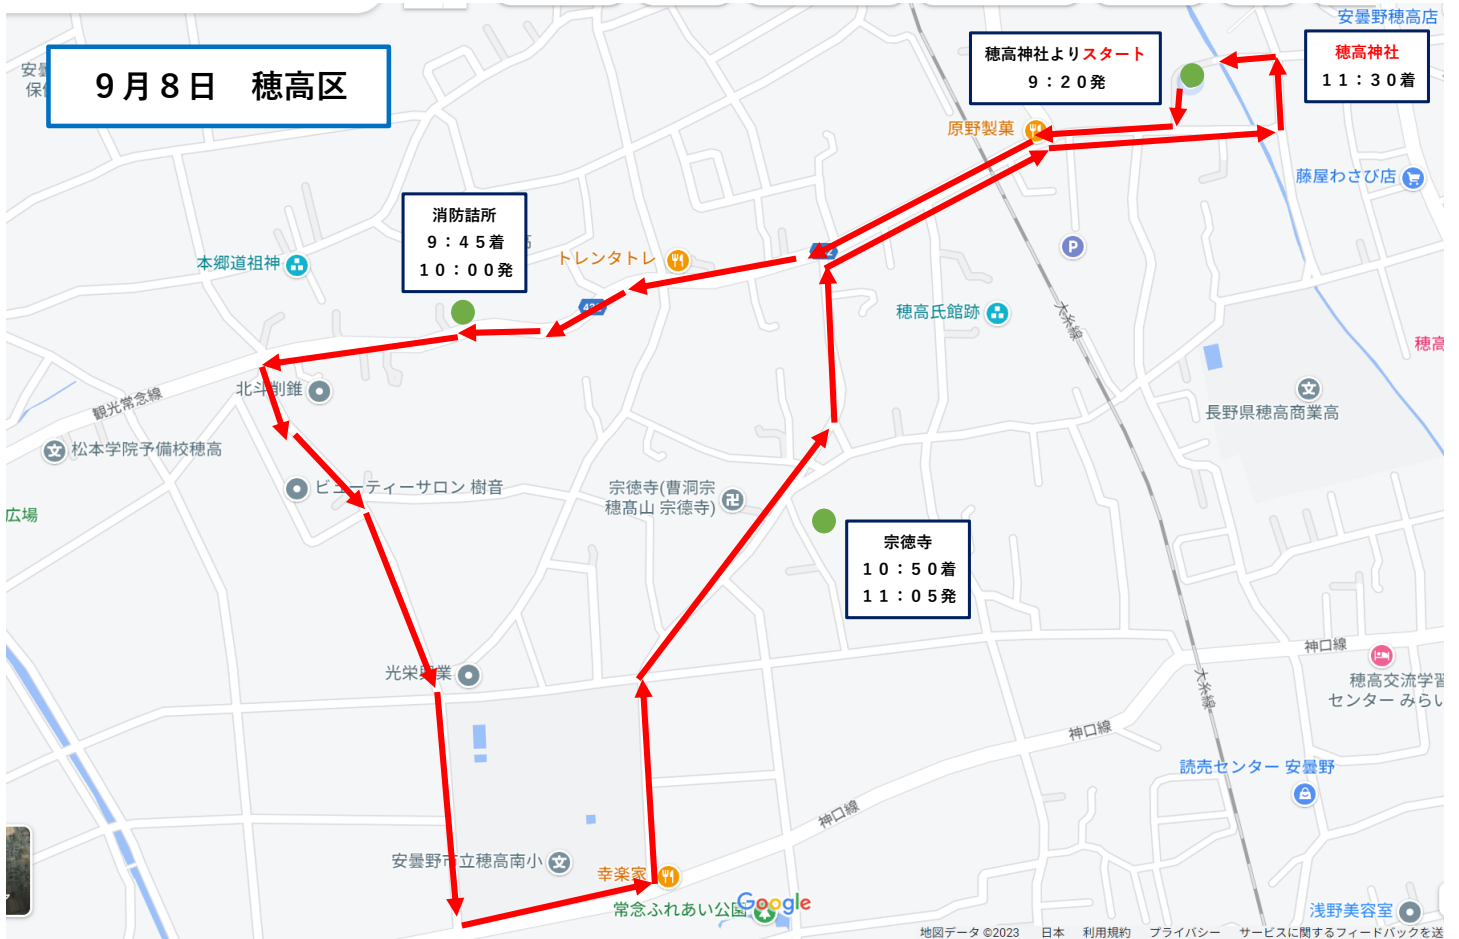 ９月８日　穂高区
穂高神社よりスタート
９：２０発
穂高神社
１１：３０着
安曇野穂高店
原野製菓
藤屋わさび店
消防詰所
９：４５着
１０：００発
本郷道祖神
トレンタトレ
穂高氏館跡
大糸線
長野県穂高商業高
北斗削錐
観光常念線
松本学院予備校穂高
ビューティーサロン 樹音
広場
宗徳寺(曹洞宗
穂高山 宗徳寺)
宗徳寺
１０：５０着
１１：０５発
光栄興業
神口線
穂高交流学習
センター みらい
大糸線
神口線
読売センター 安曇野
神口線
安曇野市立穂高南小
幸楽家
常念ふれあい公園
Google
浅野美容室
地図データ ©2023 日本 利用規約 プライバシー サービスに関するフィードバックを送